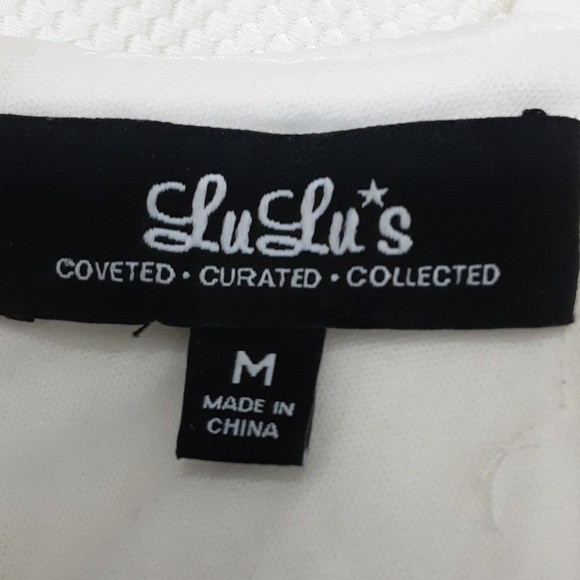 LuLu*s
COVETED • CURATED • COLLECTED
M
MADE IN
CHINA